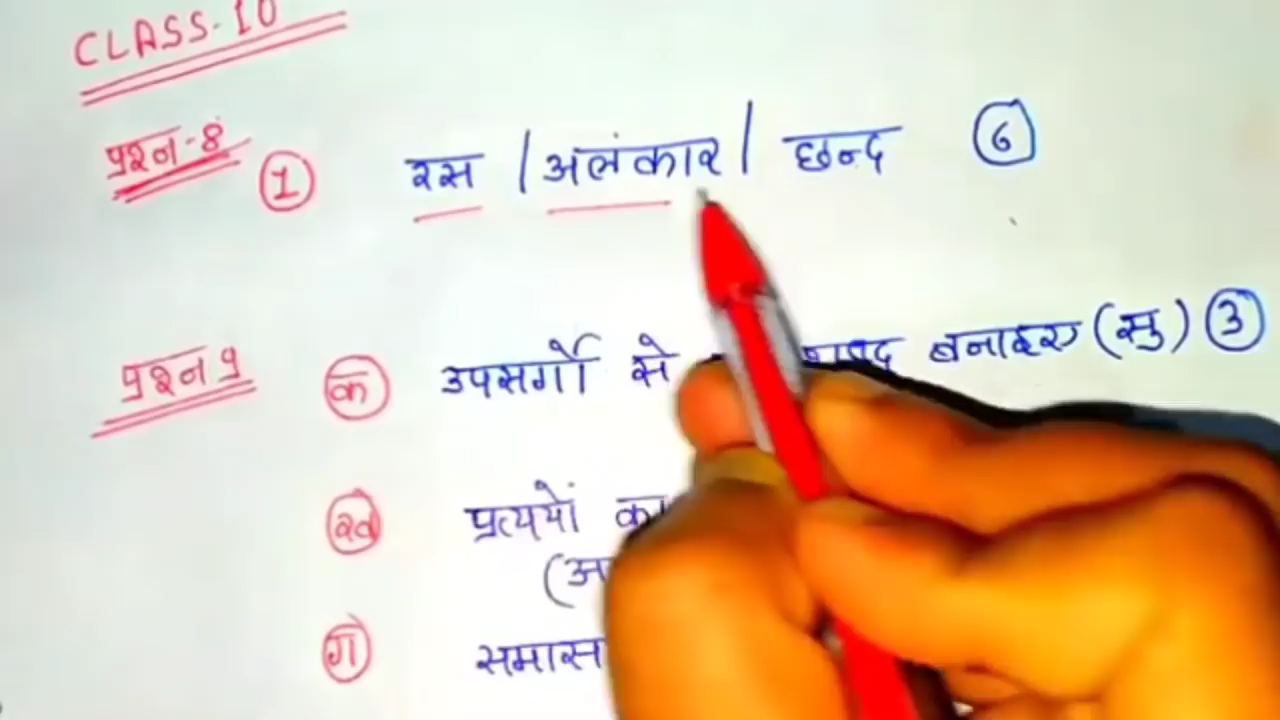 CLASS-10
प्रश्न-8 1 रस / अलंकार / छन्द 6
प्रश्न 9 क उपसर्गो से बनाइए (सु) 3
ख प्रत्ययों का
ग समास